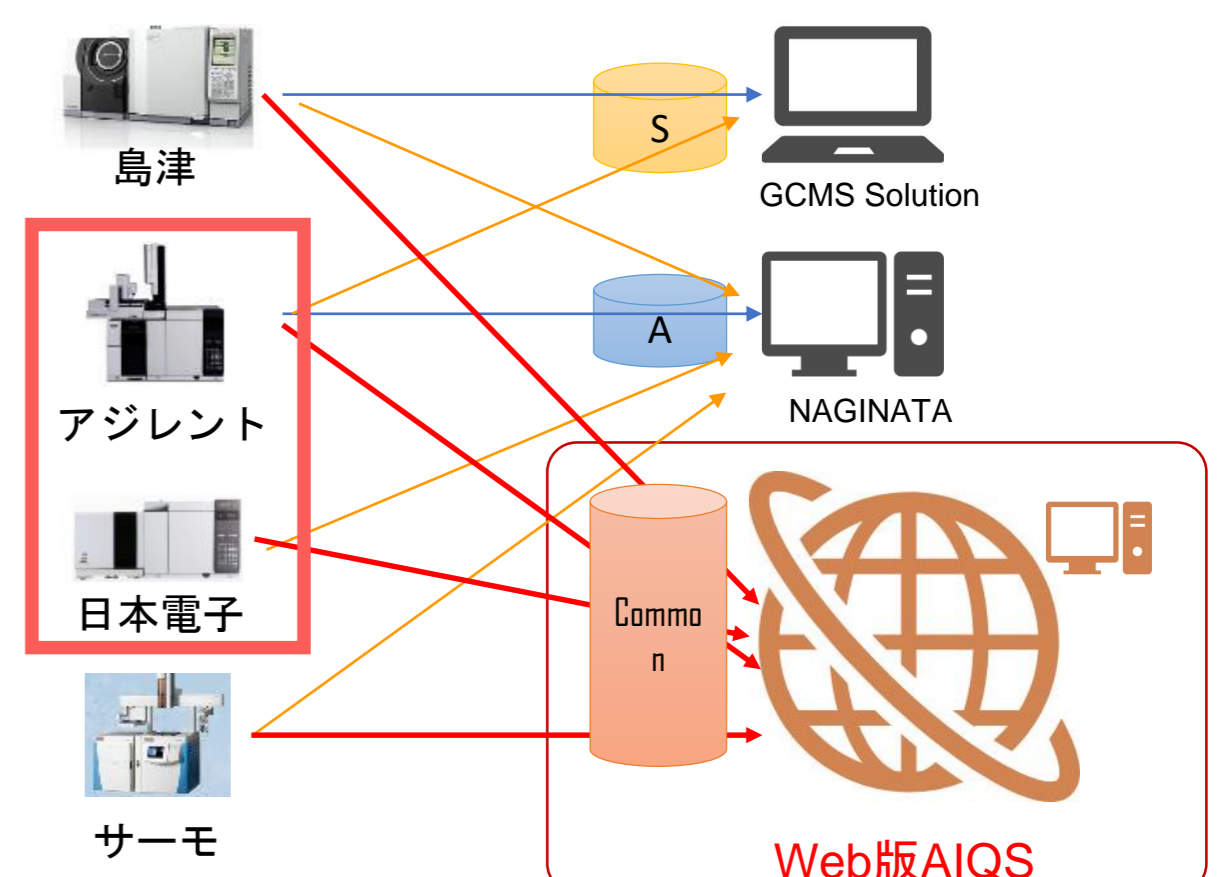 島津
S
GCMS Solution
A
アジレント
NAGINATA
日本電子
Commo
n
サーモ
Web版AIQS